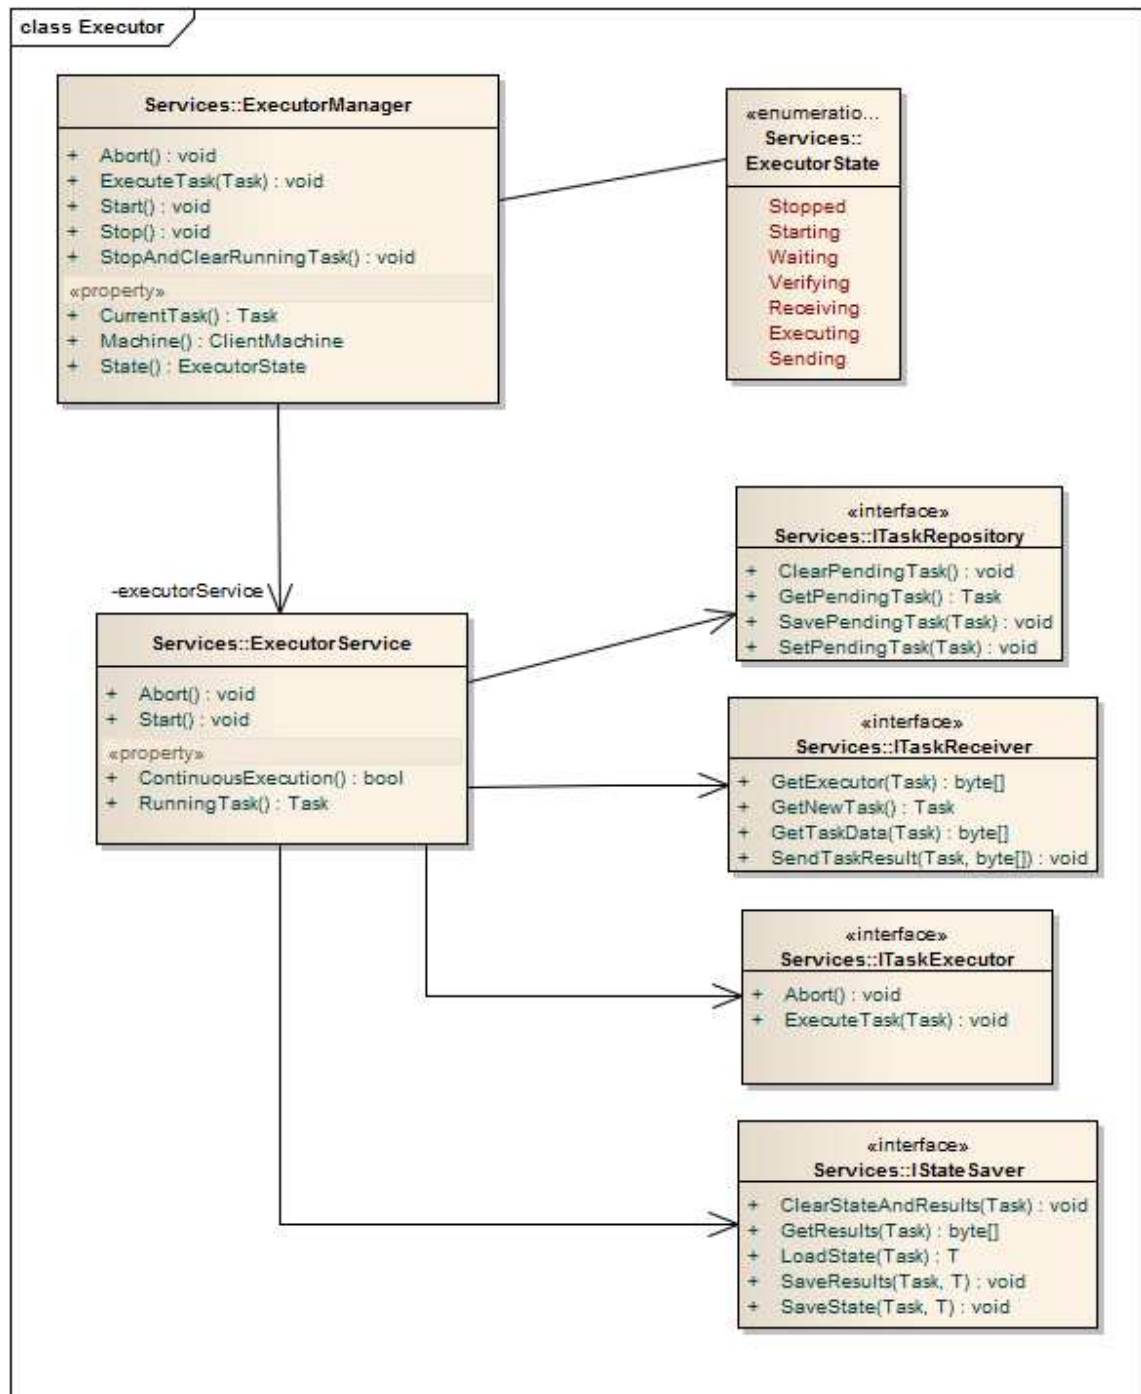 class Executor
Services::ExecutorManager
+ Abort() : void
+ ExecuteTask(Task) : void
+ Start() : void
+ Stop() : void
+ StopAndClearRunningTask() : void
«property»
+ CurrentTask() : Task
+ Machine() : ClientMachine
+ State() : ExecutorState
«enumeratio...
Services::
ExecutorState
Stopped
Starting
Waiting
Verifying
Receiving
Executing
Sending
-executorService
Services::ExecutorService
+ Abort() : void
+ Start() : void
«property»
+ ContinuousExecution() : bool
+ RunningTask() : Task
«interface»
Services::ITaskRepository
+ ClearPendingTask() : void
+ GetPendingTask() : Task
+ SavePendingTask(Task) : void
+ SetPendingTask(Task) : void
«interface»
Services::ITaskReceiver
+ GetExecutor(Task) : byte[]
+ GetNewTask() : Task
+ GetTaskData(Task) : byte[]
+ SendTaskResult(Task, byte[]) : void
«interface»
Services::ITaskExecutor
+ Abort() : void
+ ExecuteTask(Task) : void
«interface»
Services::IStateSaver
+ ClearStateAndResults(Task) : void
+ GetResults(Task) : byte[]
+ LoadState(Task) : T
+ SaveResults(Task, T) : void
+ SaveState(Task, T) : void